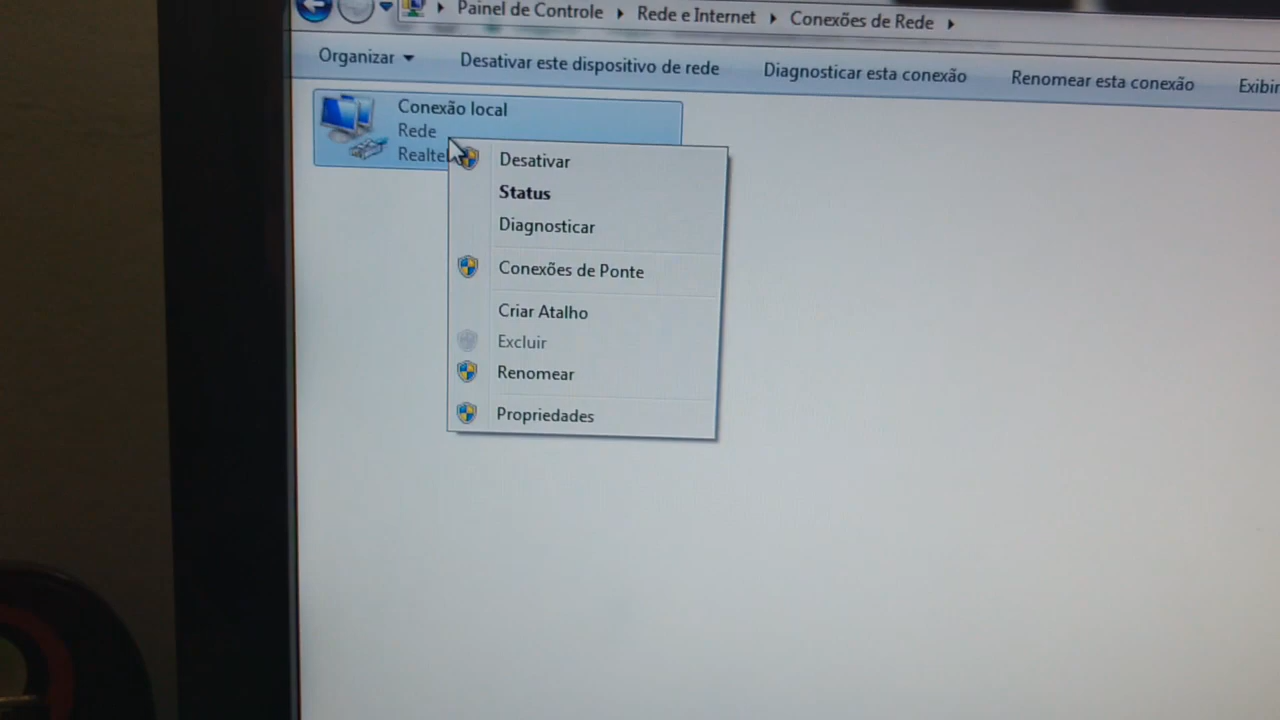 Painel de Controle Rede e Internet Conexões de Rede
Organizar Desativar este dispositivo de rede Diagnosticar esta conexão Renomear esta conexão Exibir
Conexão local
Rede
Desativar
Status
Diagnosticar
Conexões de Ponte
Criar Atalho
Excluir
Renomear
Propriedades